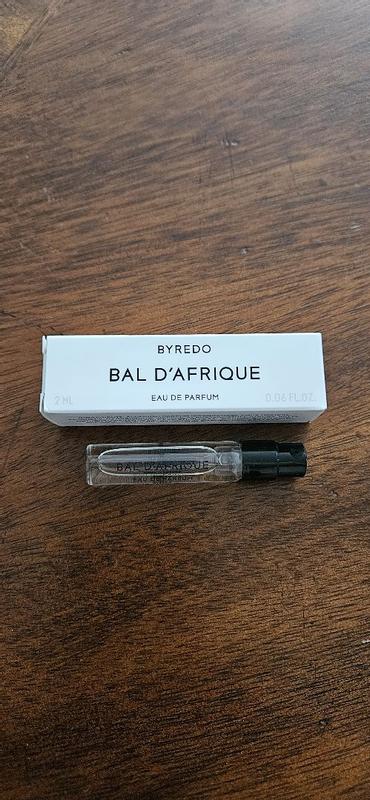 BYREDO
BAL D'AFRIQUE
2 ML
EAU DE PARFUM
0.06 FL.OZ.
BAL D'AFRIQUE
EAU DE PARFUM